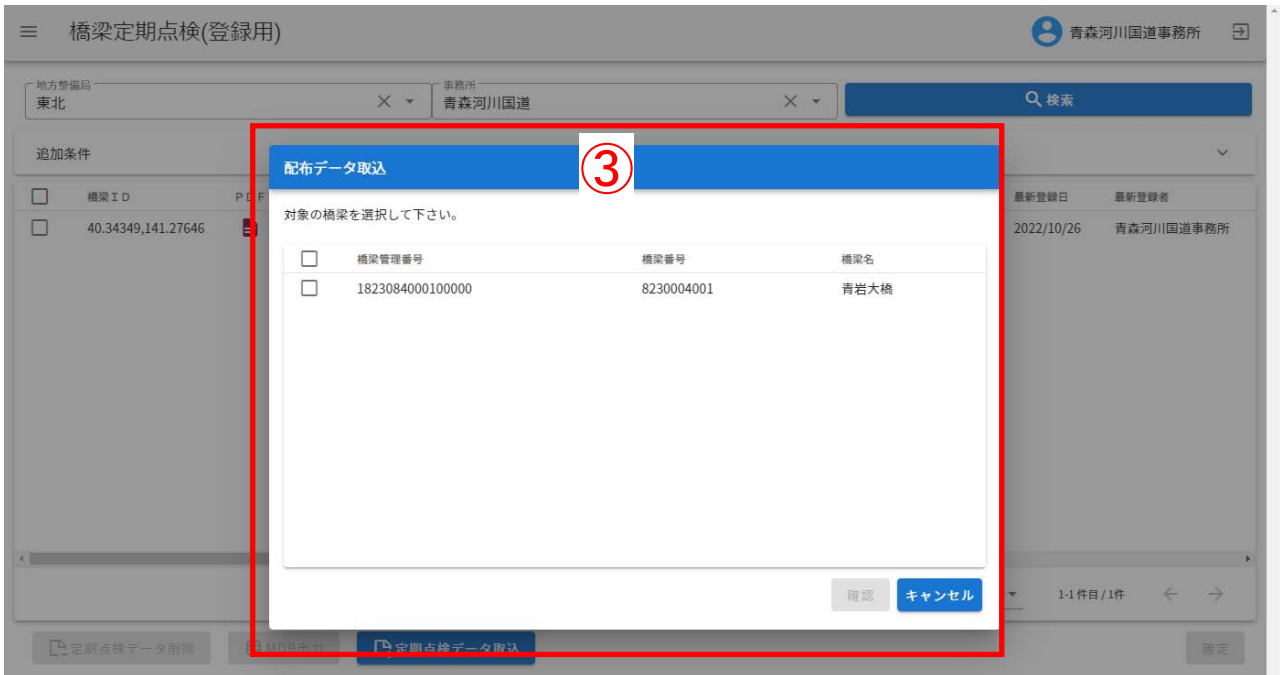 橋梁定期点検(登録用)
青森河川国道事務所
地方整備局
東北
事務所
青森河川国道
検索
追加条件
③
配布データ取込
橋梁ID
PDF
最新登録日
最新登録者
対象の橋梁を選択して下さい。
40.34349,141.27646
2022/10/26
青森河川国道事務所
橋梁管理番号
橋梁番号
橋梁名
1823084000100000
8230004001
青岩大橋
確認
キャンセル
1-1 件目 / 1件
定期点検データ削除
MDB出力
定期点検データ取込
確定